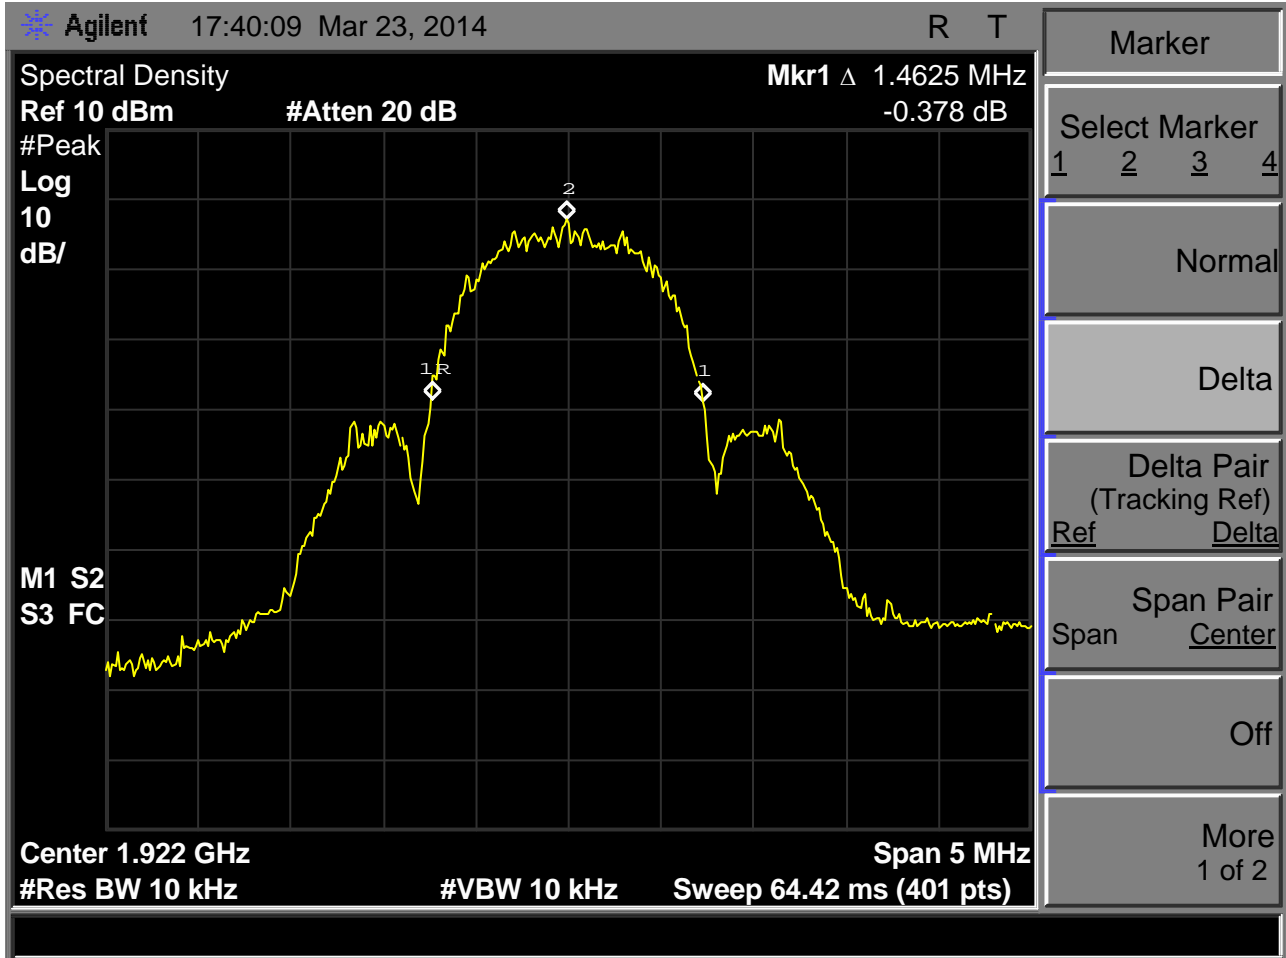 Agilent 17:40:09 Mar 23, 2014 R T
Spectral Density Mkr1 Δ 1.4625 MHz
Ref 10 dBm #Atten 20 dB -0.378 dB
#Peak
Log
10
dB/
2
1R
1
M1 S2
S3 FC
Center 1.922 GHz Span 5 MHz
#Res BW 10 kHz #VBW 10 kHz Sweep 64.42 ms (401 pts)
Marker
Select Marker
1 2 3 4
Normal
Delta
Delta Pair
(Tracking Ref)
Ref Delta
Span Pair
Span Center
Off
More
1 of 2